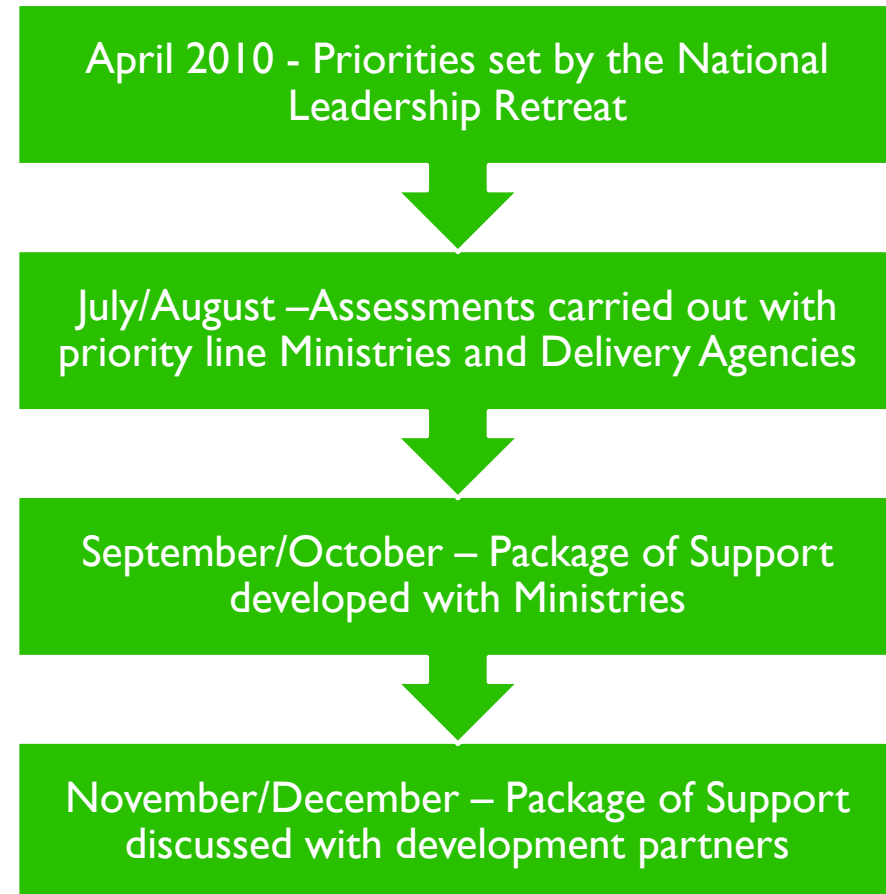 April 2010 - Priorities set by the National
Leadership Retreat
July/August –Assessments carried out with
priority line Ministries and Delivery Agencies
September/October – Package of Support
developed with Ministries
November/December – Package of Support
discussed with development partners